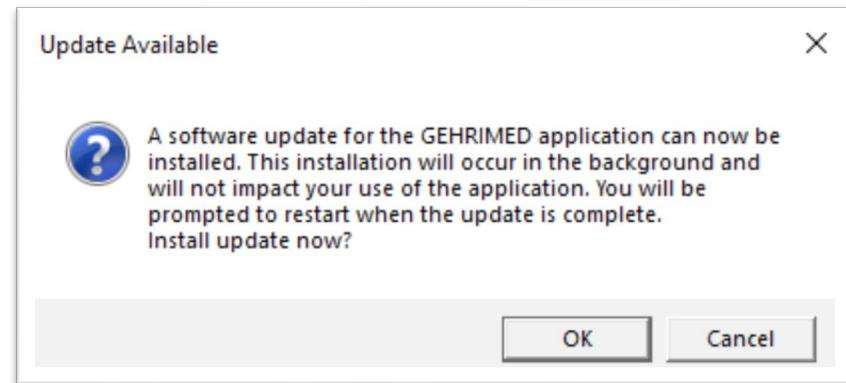 Update Available
A software update for the GEHRIMED application can now be
installed. This installation will occur in the background and
will not impact your use of the application. You will be
prompted to restart when the update is complete.
Install update now?
OK
Cancel